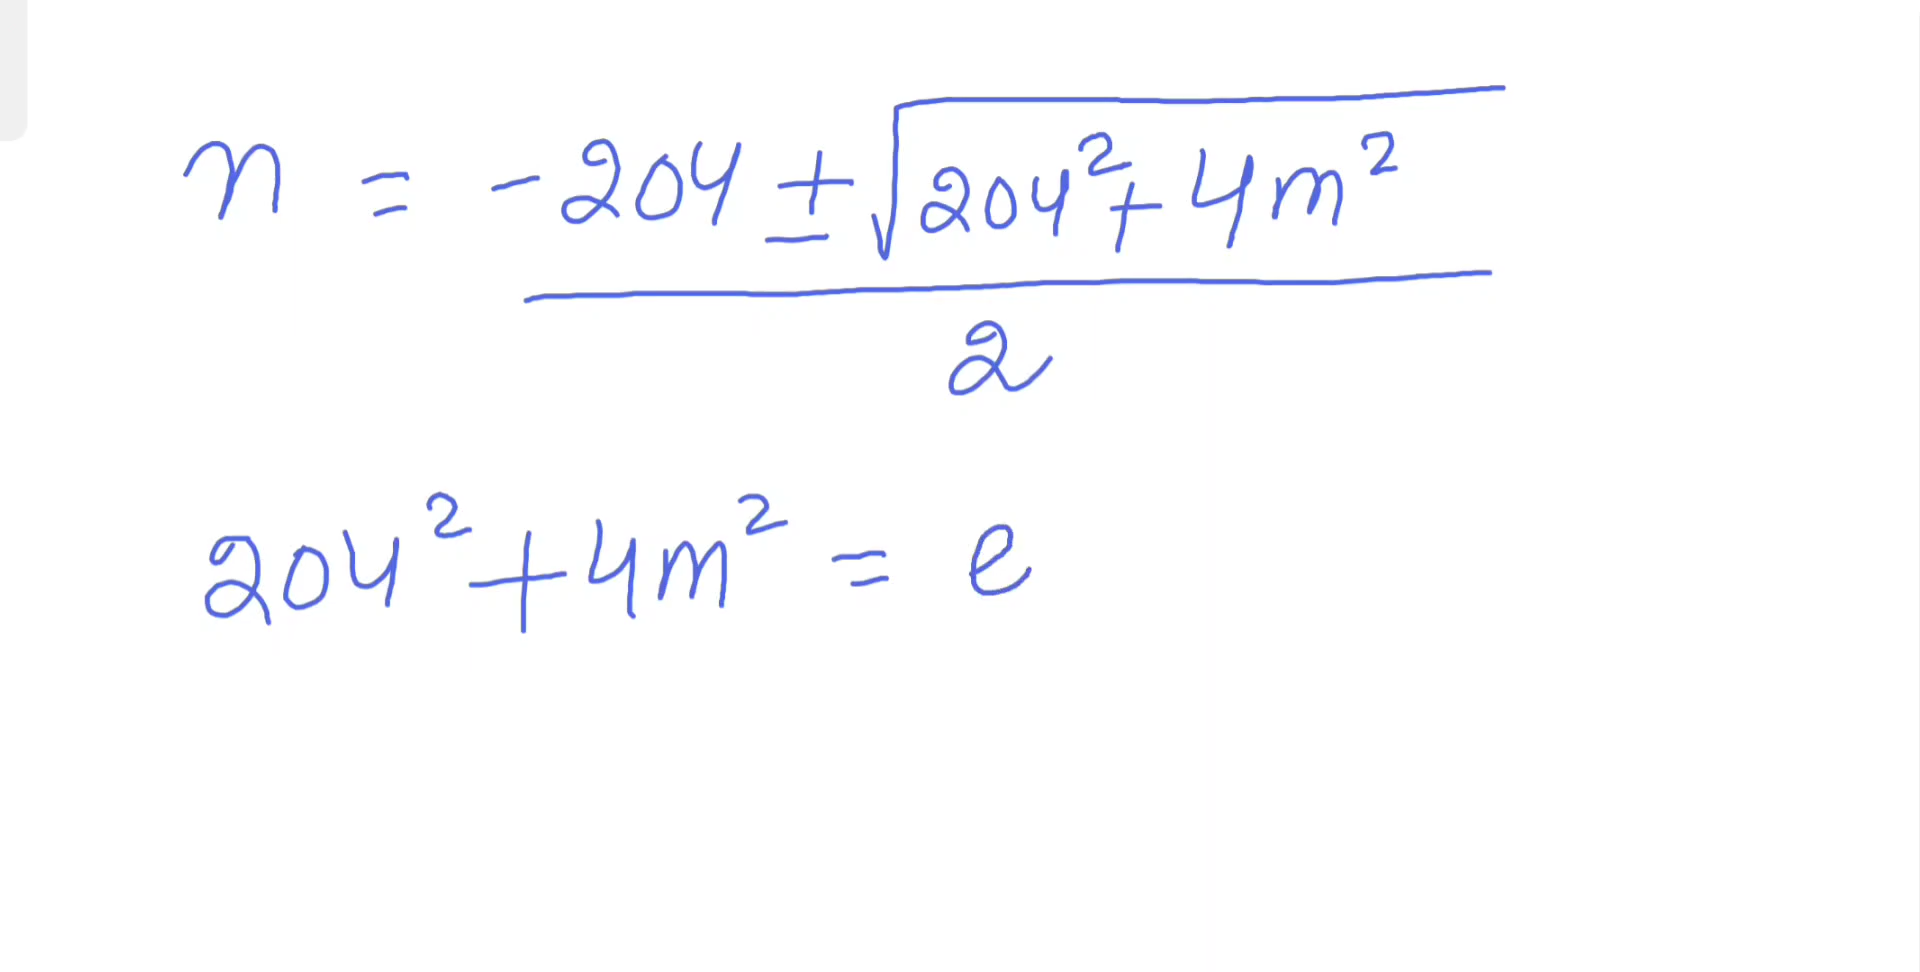 n = -204 ± √204² + 4m²
2
204² + 4m² = e